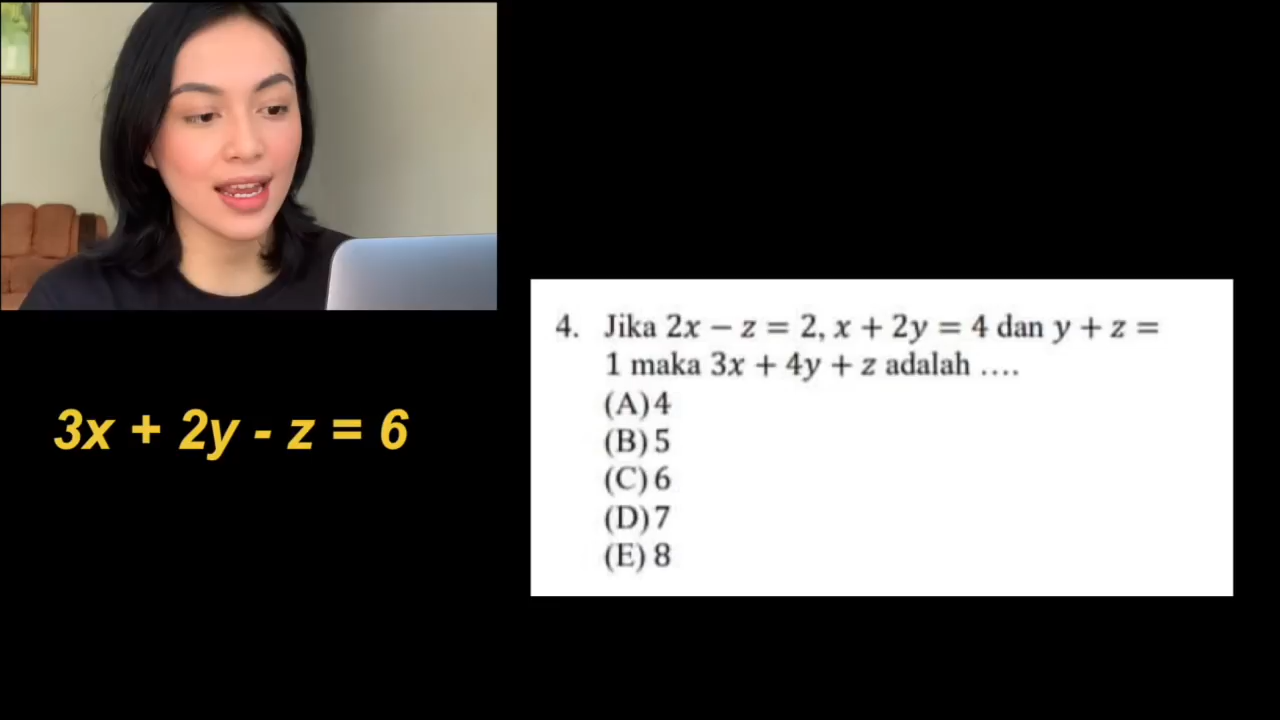 3x + 2y - z = 6
4. Jika 2x − z = 2, x + 2y = 4 dan y + z =
1 maka 3x + 4y + z adalah ….
(A) 4
(B) 5
(C) 6
(D) 7
(E) 8